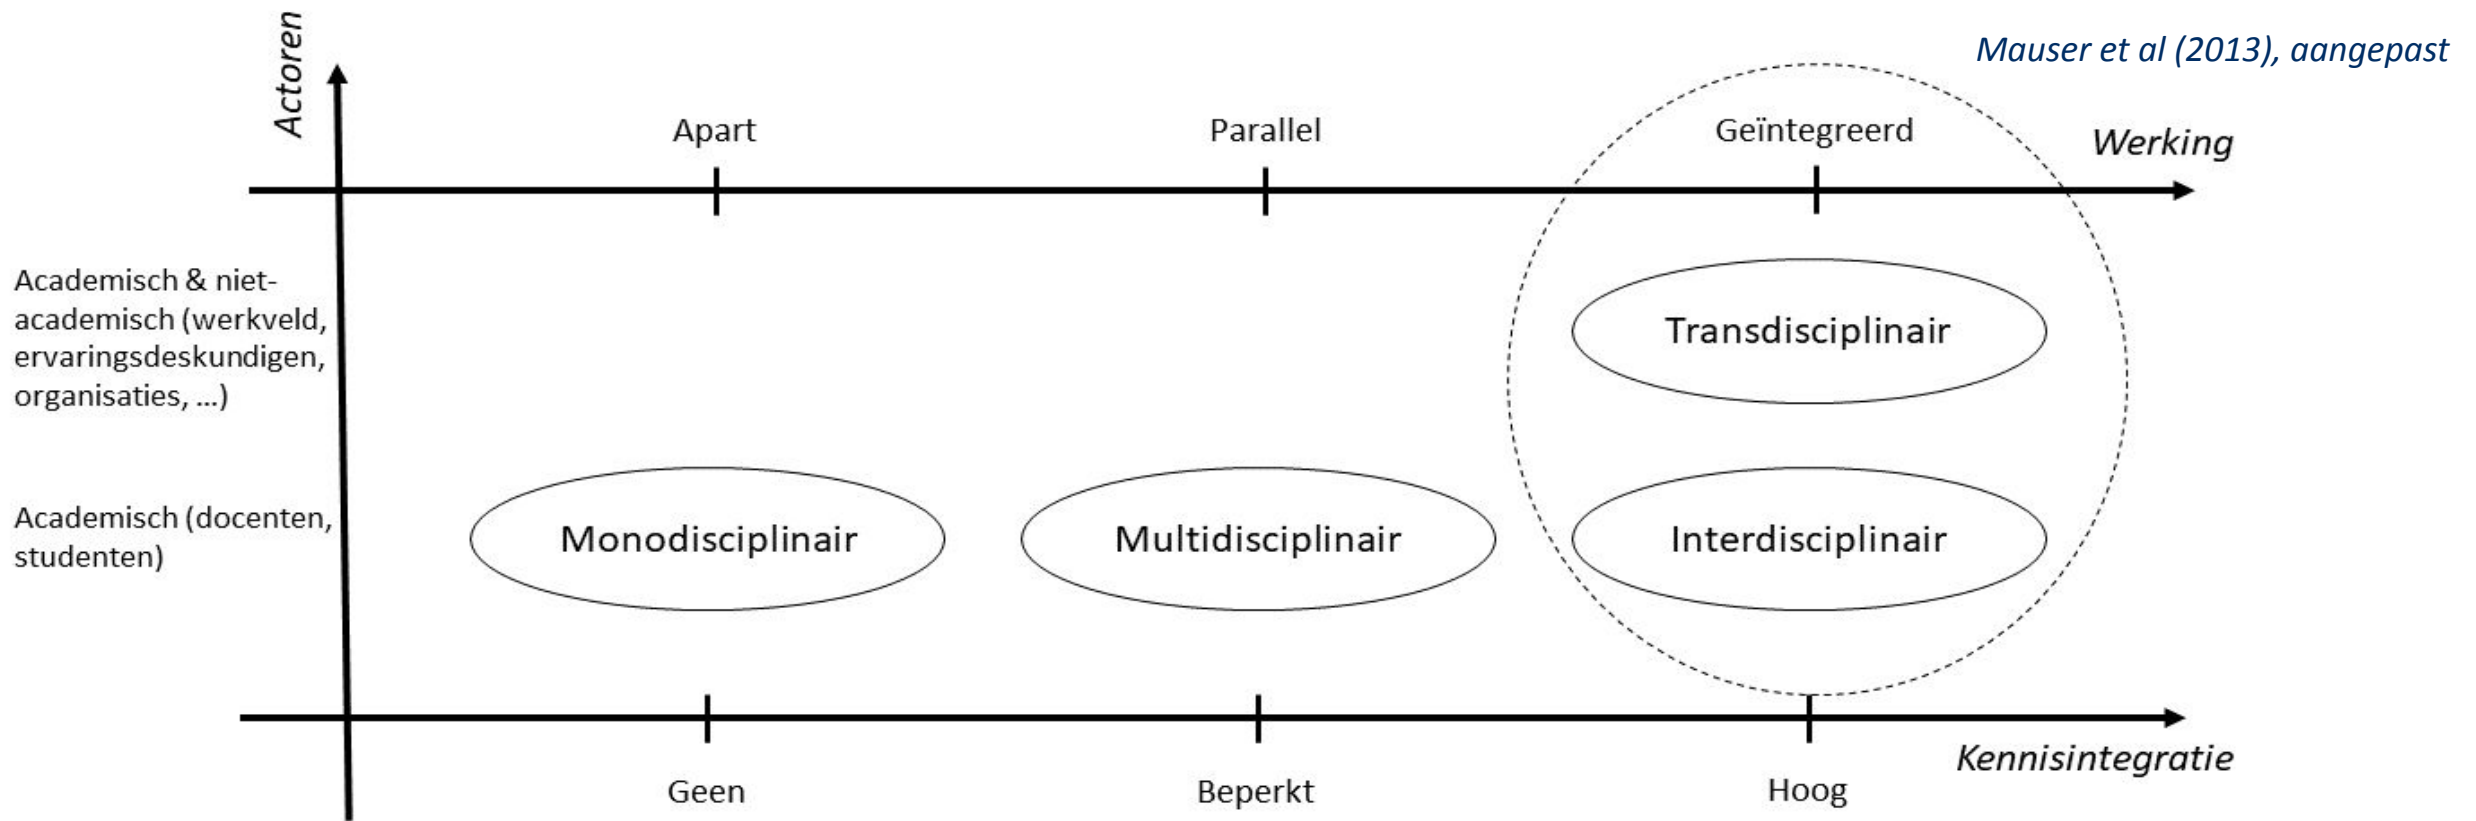 Actoren
Mauser et al (2013), aangepast
Apart
Parallel
Geïntegreerd
Werking
Academisch & niet-
academisch (werkveld,
ervaringsdeskundigen,
organisaties, ...)
Transdisciplinair
Academisch (docenten,
studenten)
Monodisciplinair
Multidisciplinair
Interdisciplinair
Kennisintegratie
Geen
Beperkt
Hoog